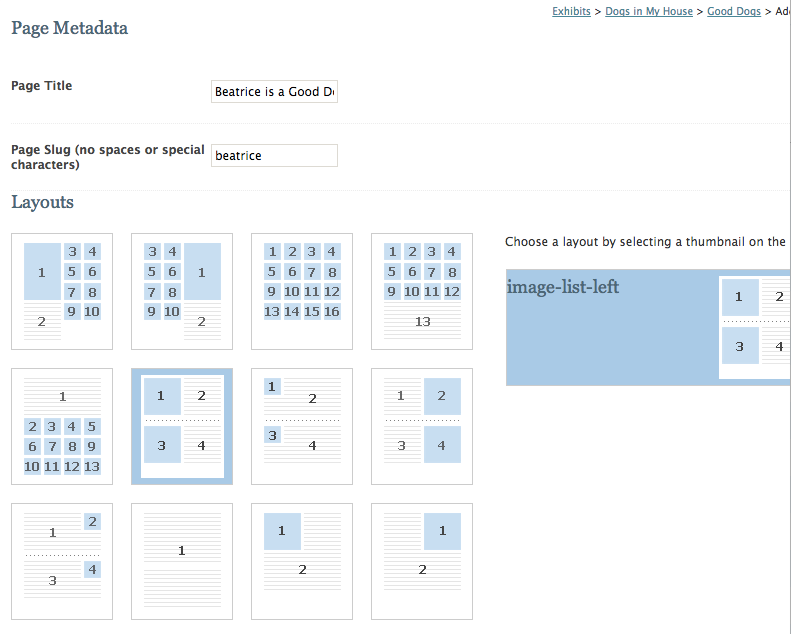 Exhibits > Dogs in My House > Good Dogs > Ad
Page Metadata
Page Title
Beatrice is a Good D
Page Slug (no spaces or special
characters)
beatrice
Layouts
Choose a layout by selecting a thumbnail on the
image-list-left
1 2
3 4
1 3 4
5 6
7 8
2 9 10
3 4 1
5 6
7 8
9 10 2
1 2 3 4
5 6 7 8
9 10 11 12
13 14 15 16
1 2 3 4
5 6 7 8
9 10 11 12
13
1
2 3 4 5
6 7 8 9
10 11 12 13
1 2
3 4
1 2
3 4
1 2
3 4
1 2
3 4
1
1
2
1
2